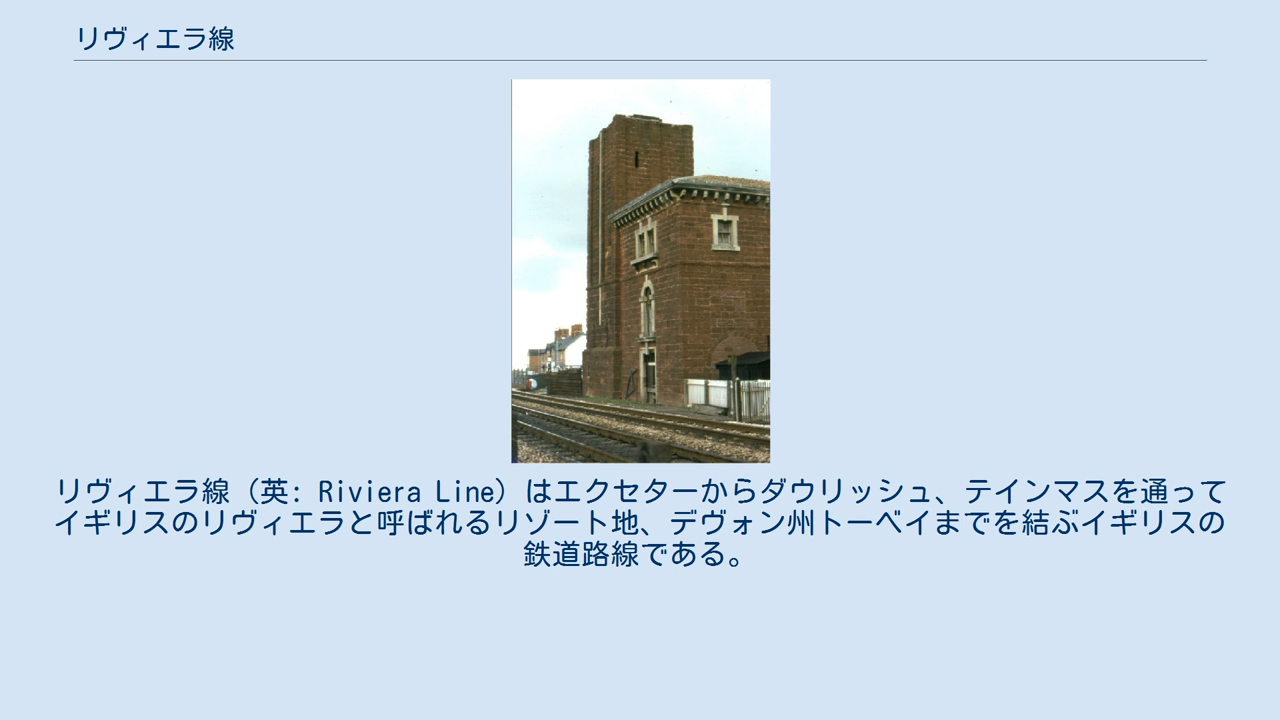 リヴィエラ線
リヴィエラ線（英: Riviera Line）はエクセターからダウリッシュ、テインマスを通って
イギリスのリヴィエラと呼ばれるリゾート地、デヴォン州トーベイまでを結ぶイギリスの
鉄道路線である。